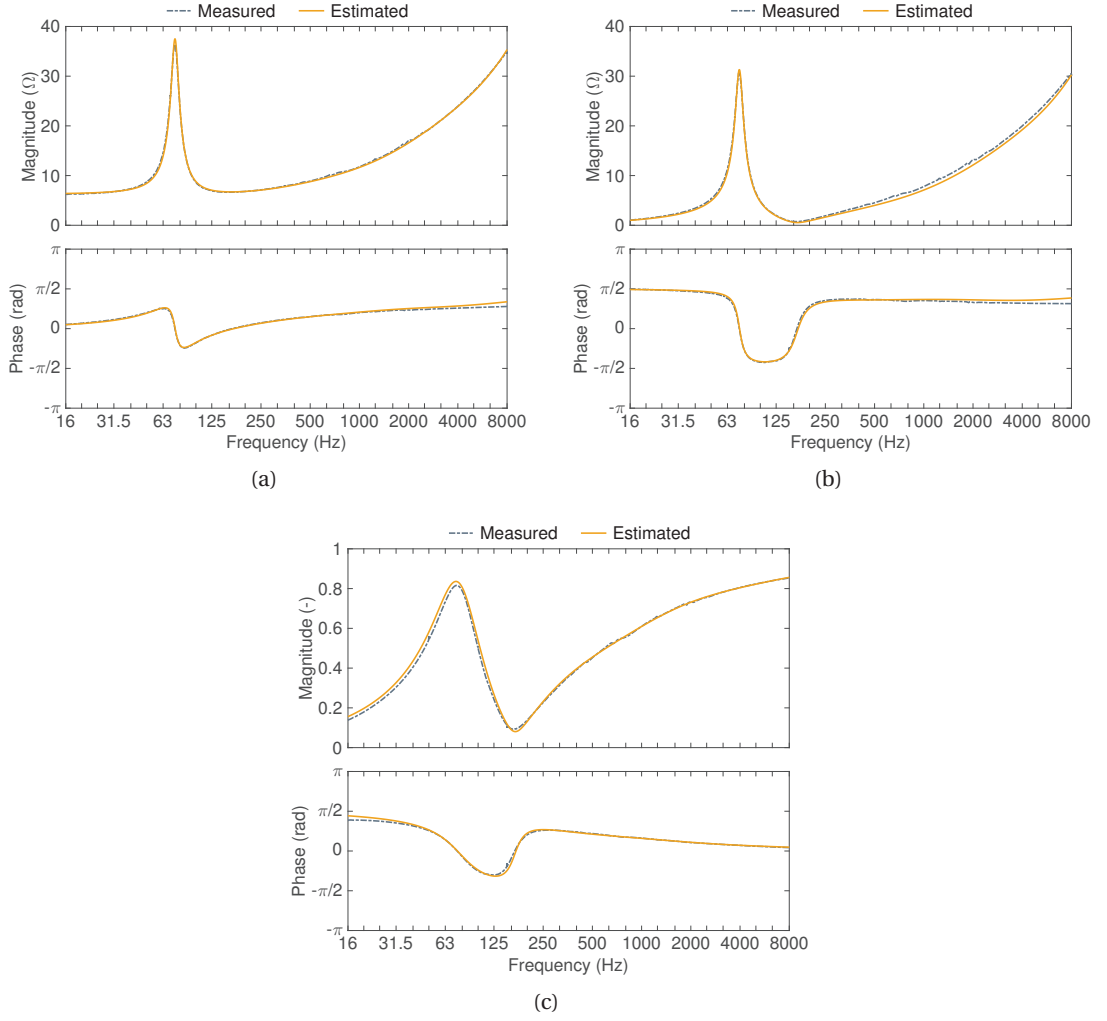 Measured Estimated
Magnitude (Ω)
40
30
20
10
0
Phase (rad)
π
π/2
0
-π/2
-π
16 31.5 63 125 250 500 1000 2000 4000 8000
Frequency (Hz)
(a)
Measured Estimated
Magnitude (Ω)
40
30
20
10
0
Phase (rad)
π
π/2
0
-π/2
-π
16 31.5 63 125 250 500 1000 2000 4000 8000
Frequency (Hz)
(b)
Measured Estimated
Magnitude (-)
1
0.8
0.6
0.4
0.2
0
Phase (rad)
π
π/2
0
-π/2
-π
16 31.5 63 125 250 500 1000 2000 4000 8000
Frequency (Hz)
(c)